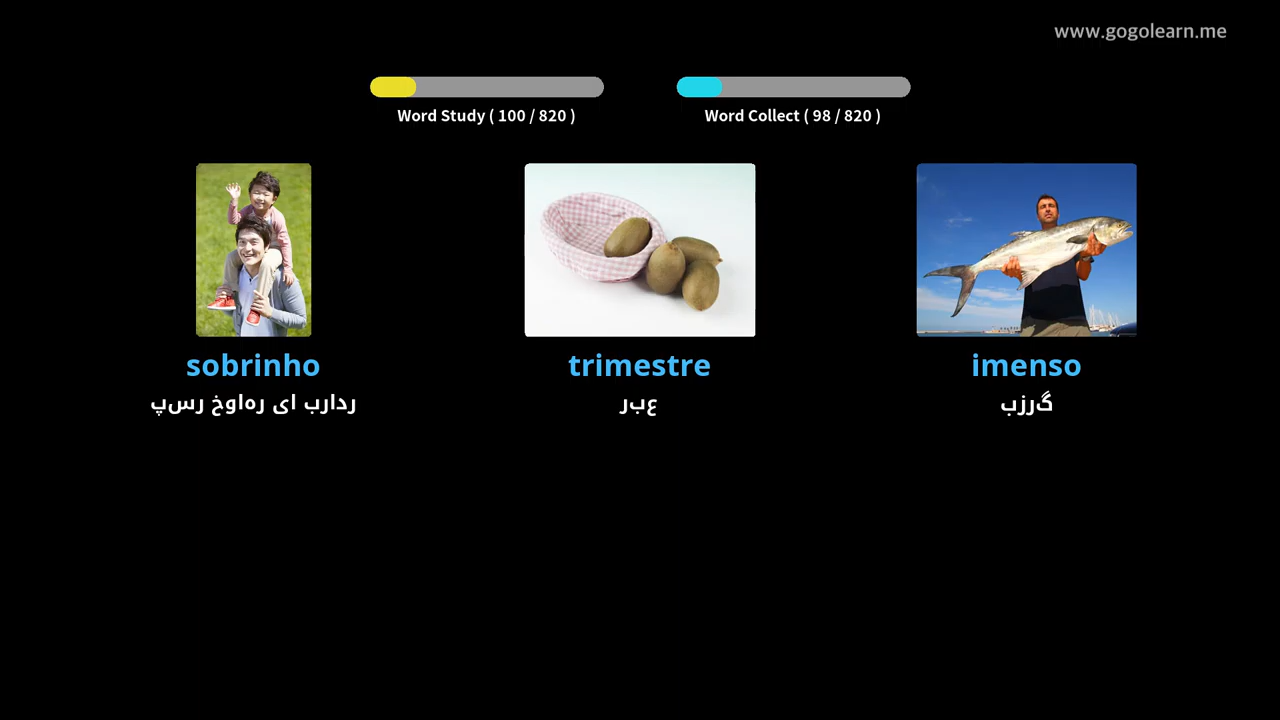 www.gogolearn.me
Word Study ( 100 / 820 )
Word Collect ( 98 / 820 )
sobrinho
ردارب ای رهاوخ رسپ
trimestre
عبر
imenso
گرزب